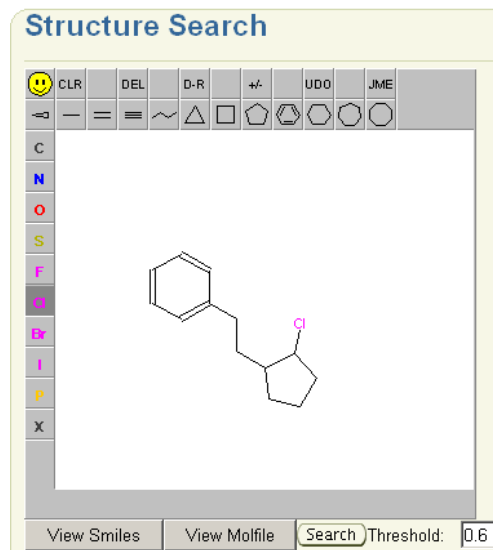 Structure Search
CLR DEL D-R +/- UDO JME
C
N
O
S
F
Cl
Br
I
P
X
Cl
View Smiles View Molfile Search Threshold: 0.6